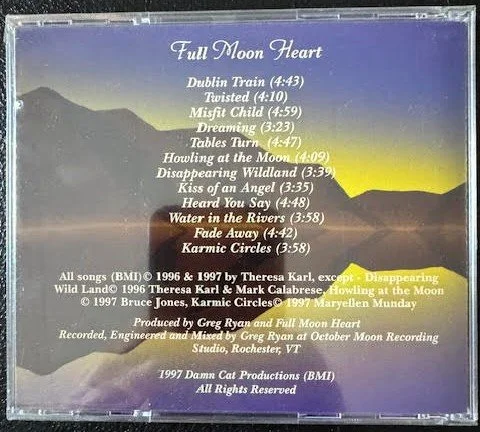 Full Moon Heart
Dublin Train (4:43)
Twisted (4:10)
Misfit Child (4:59)
Dreaming (3:23)
Tables Turn (4:47)
Howling at the Moon (4:09)
Disappearing Wildland (3:39)
Kiss of an Angel (3:35)
Heard You Say (4:48)
Water in the Rivers (3:58)
Fade Away (4:42)
Karmic Circles (3:58)
All songs (BMI)© 1996 & 1997 by Theresa Karl, except - Disappearing
Wild Land© 1996 Theresa Karl & Mark Calabrese, Howling at the Moon
© 1997 Bruce Jones, Karmic Circles© 1997 Maryellen Munday
Produced by Greg Ryan and Full Moon Heart
Recorded, Engineered and Mixed by Greg Ryan at October Moon Recording
Studio, Rochester, VT
1997 Damn Cat Productions (BMI)
All Rights Reserved